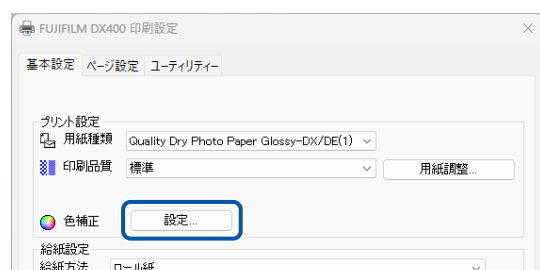 FUJIFILM DX400 印刷設定
基本設定 ページ設定 ユーティリティー
プリント設定
用紙種類 Quality Dry Photo Paper Glossy-DX/DE(1)
印刷品質 標準 用紙調整...
色補正 設定...
給紙設定
給紙方法 ロール紙